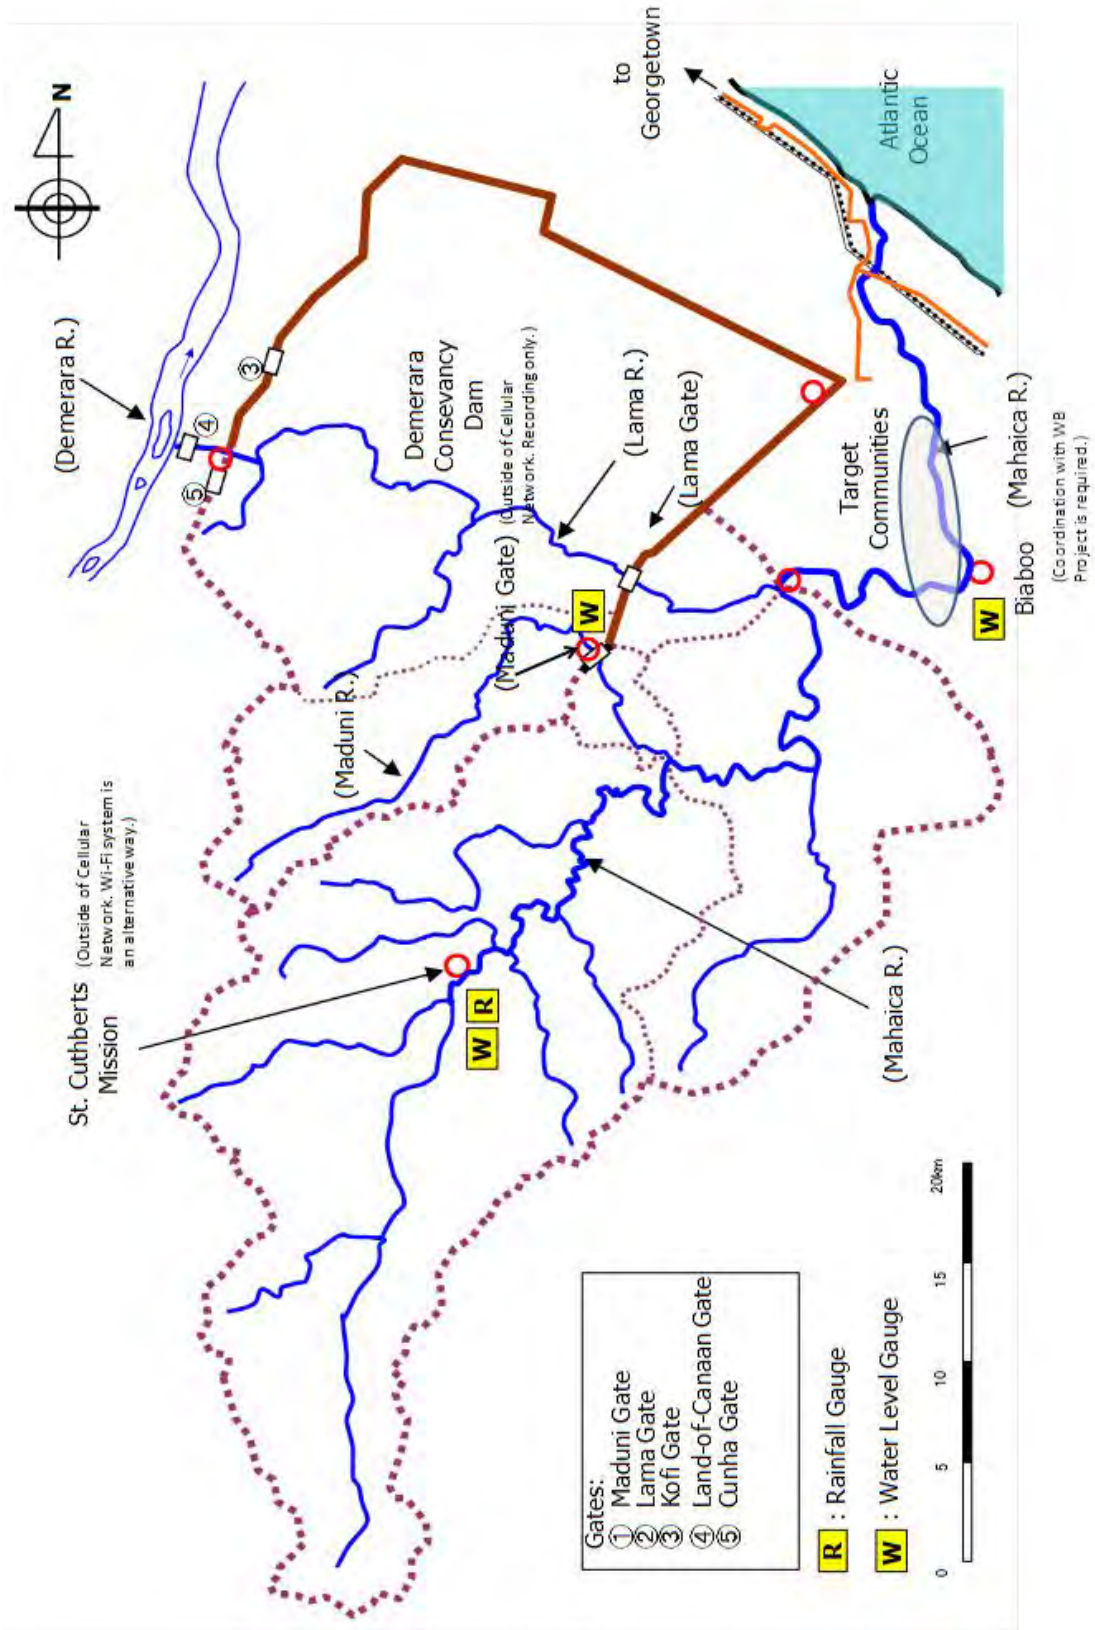 N
(Demerara R.)
to
Georgetown
Atlantic
Ocean
③
④
⑤
Demerara
Consevancy
Dam
(Outside of Cellular
Network. Recording only.)
(Lama R.)
(Lama Gate)
(Maduni Gate)
W
(Maduni R.)
Target
Communities
(Mahaica R.)
W
Biaboo
(Coordination with WB
Project is required.)
St. Cuthberts
Mission
(Outside of Cellular
Network. Wi-Fi system is
an alternative way.)
W R
(Mahaica R.)
Gates:
① Maduni Gate
② Lama Gate
③ Kofi Gate
④ Land-of-Canaan Gate
⑤ Cunha Gate
R : Rainfall Gauge
W : Water Level Gauge
0 5 10 15 20km